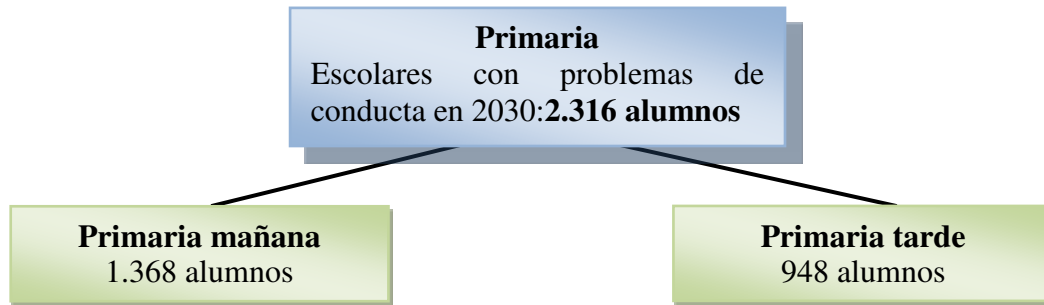 Primaria
Escolares con problemas de
conducta en 2030:2.316 alumnos
Primaria mañana
1.368 alumnos
Primaria tarde
948 alumnos